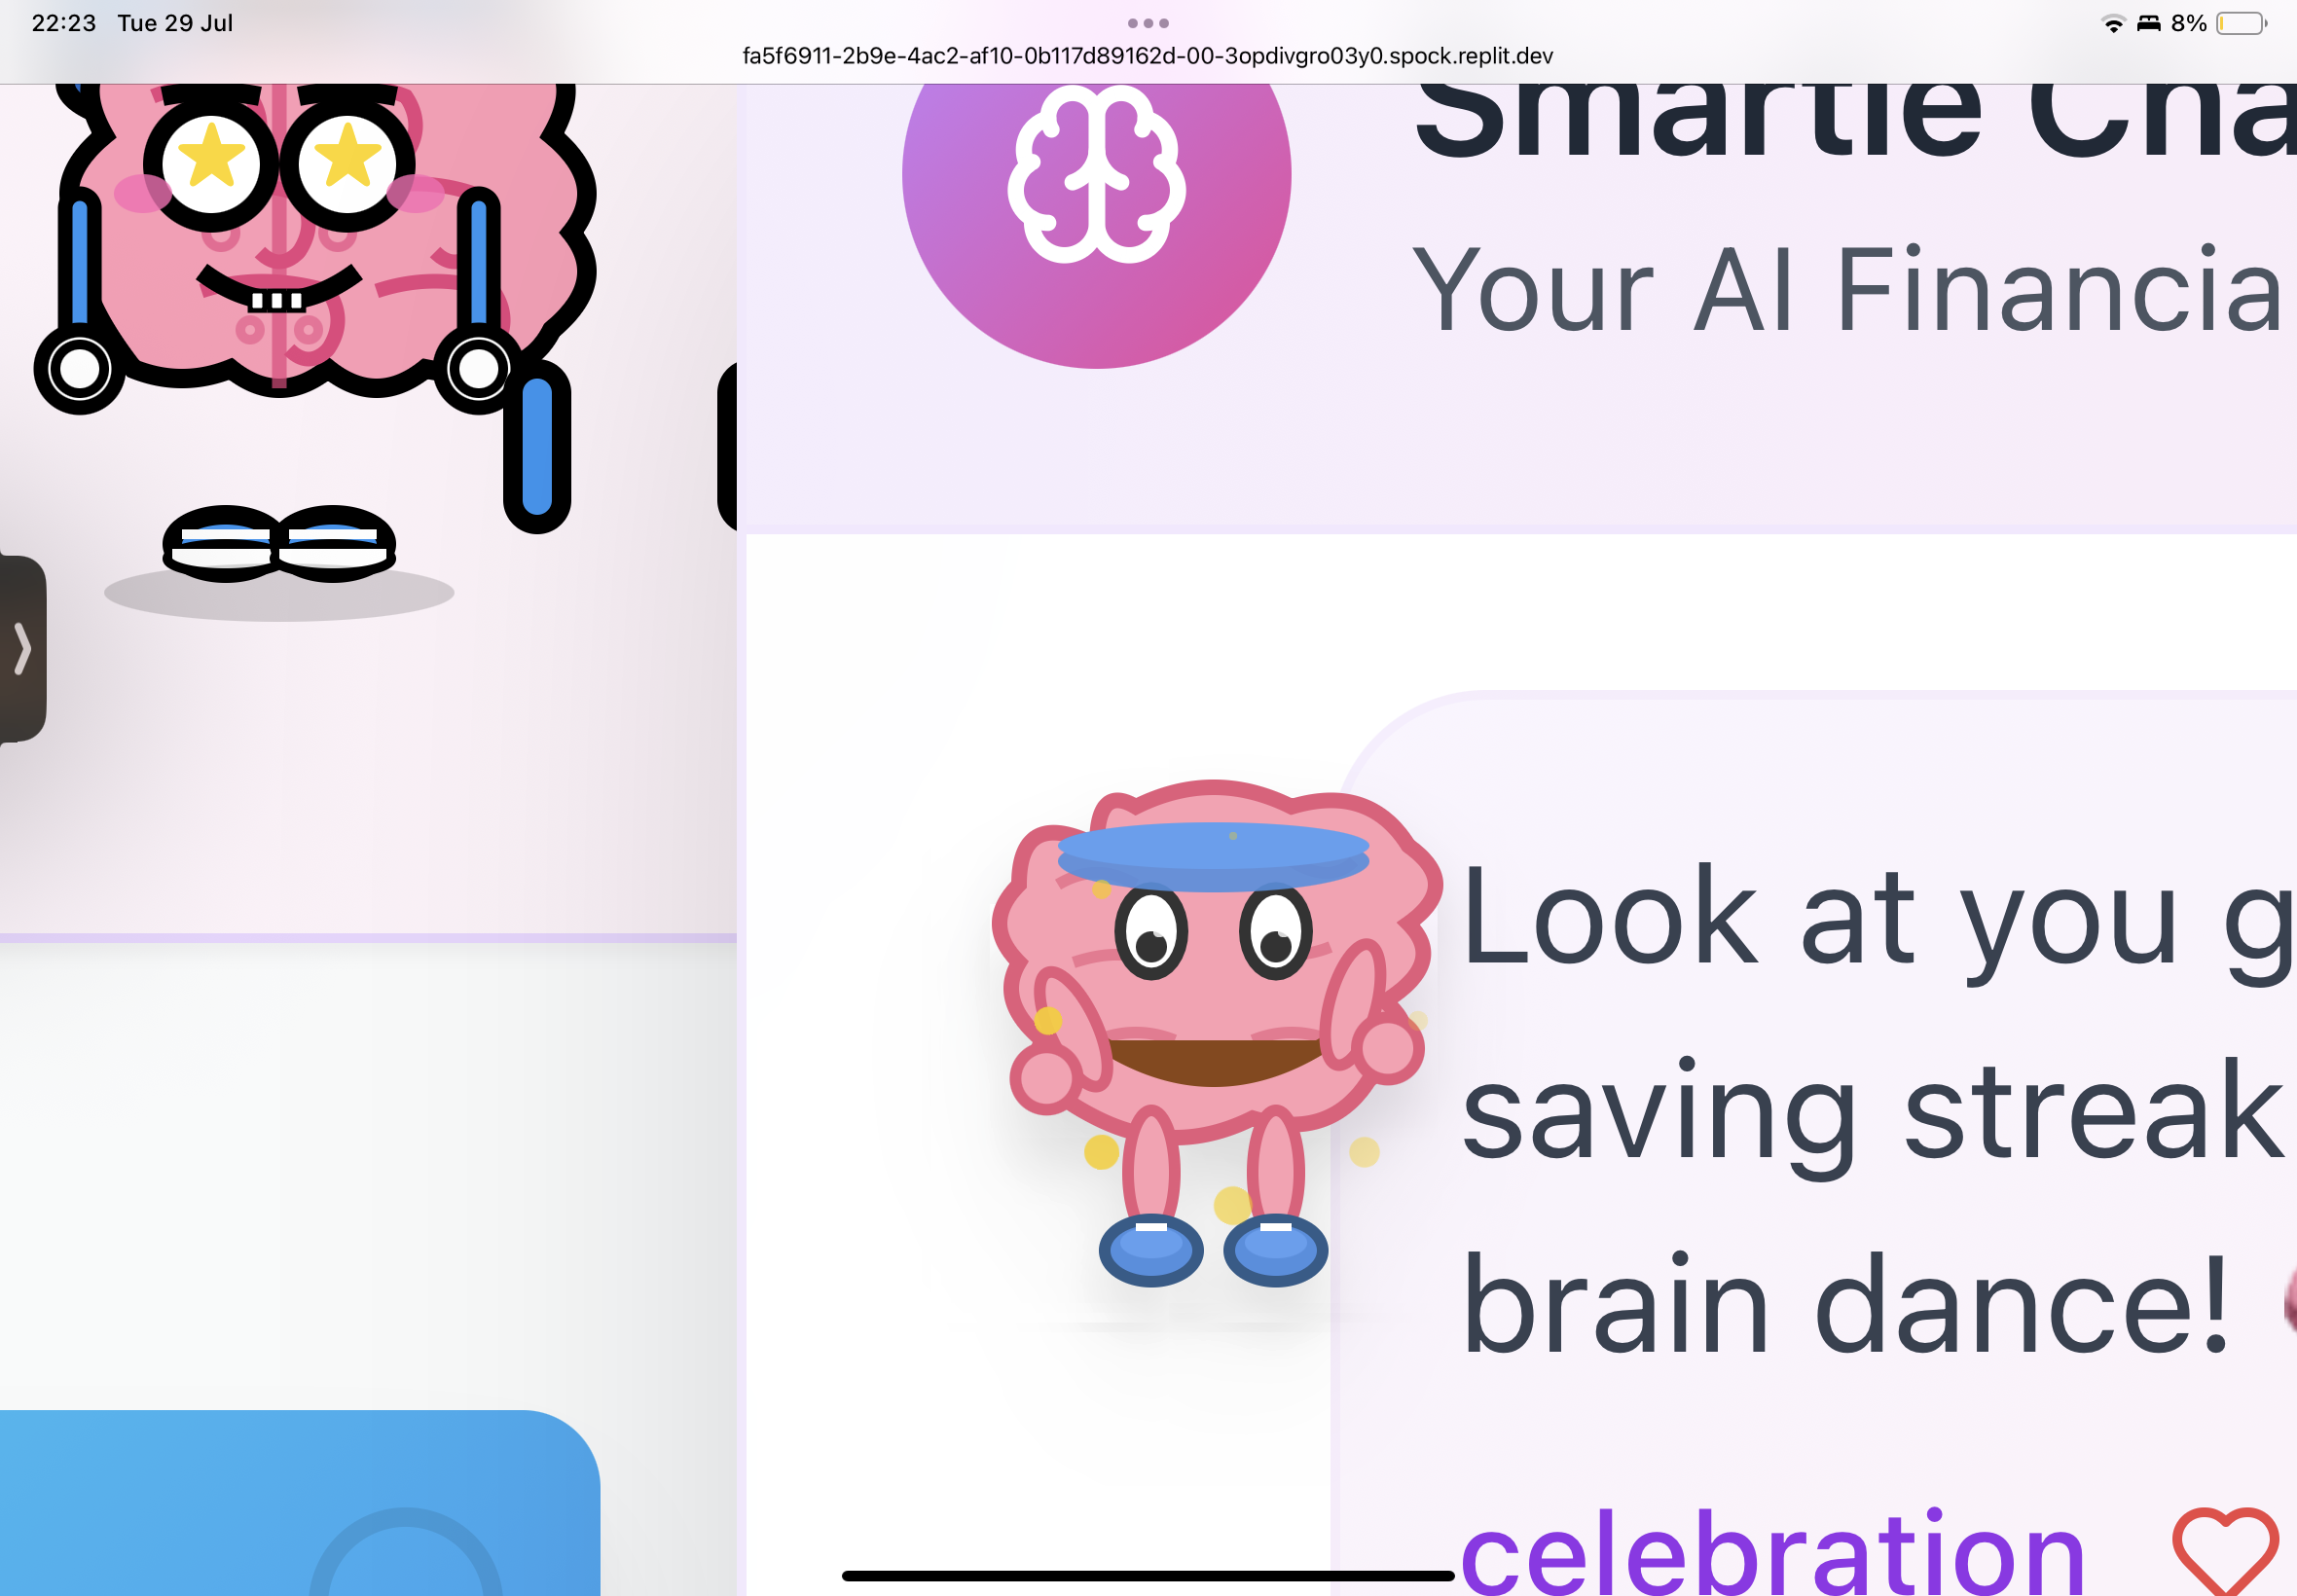 22:23 Tue 29 Jul
8%
fa5f6911-2b9e-4ac2-af10-0b117d89162d-00-3opdivgro03y0.spock.replit.dev
Smartie Cha
Your AI Financia
Look at you g
saving streak
brain dance!
celebration